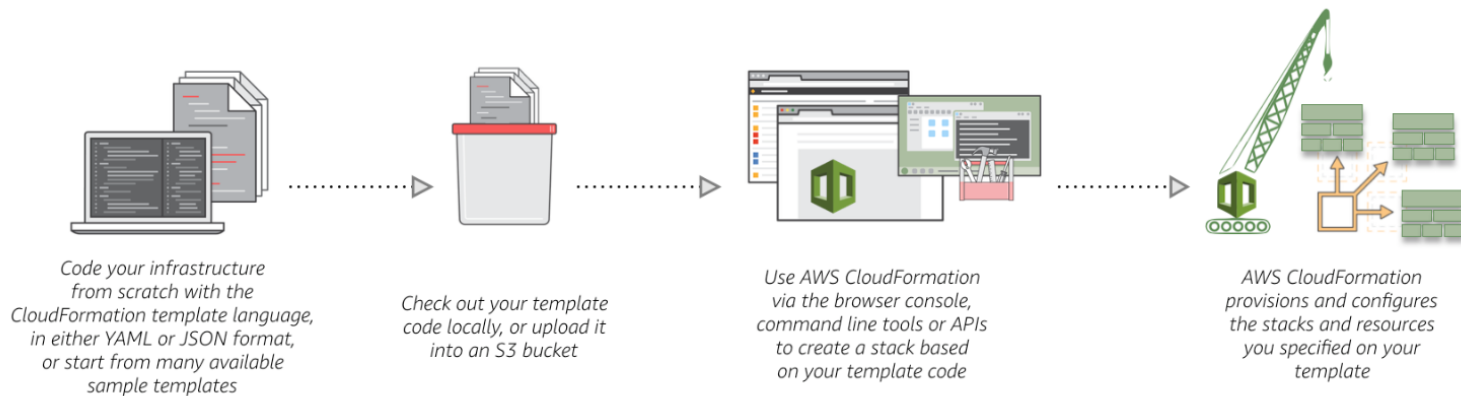 Code your infrastructure
from scratch with the
CloudFormation template language,
in either YAML or JSON format,
or start from many available
sample templates
Check out your template
code locally, or upload it
into an S3 bucket
Use AWS CloudFormation
via the browser console,
command line tools or APIs
to create a stack based
on your template code
AWS CloudFormation
provisions and configures
the stacks and resources
you specified on your
template